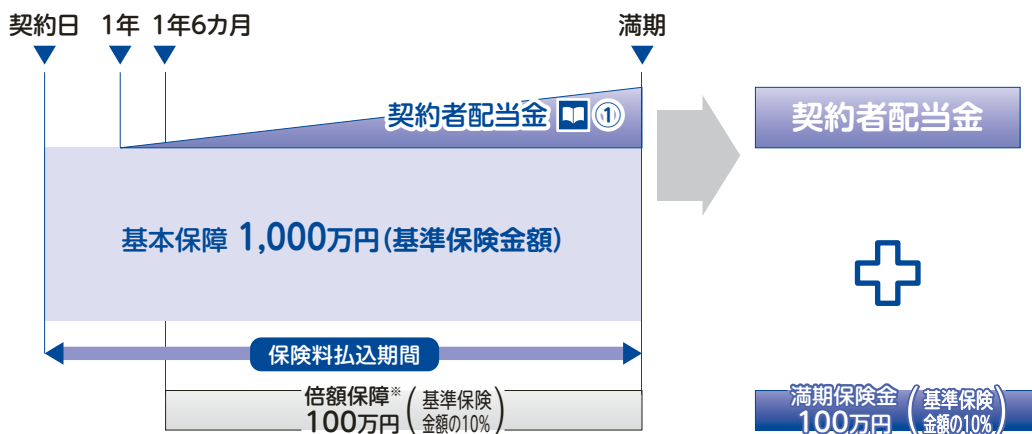 契約日 1年 1年6カ月 満期
契約者配当金 ①
契約者配当金
基本保障 1,000万円(基準保険金額)
保険料払込期間
倍額保障※
100万円
(基準保険
金額の10%)
満期保険金
100万円
(基準保険
金額の10%)